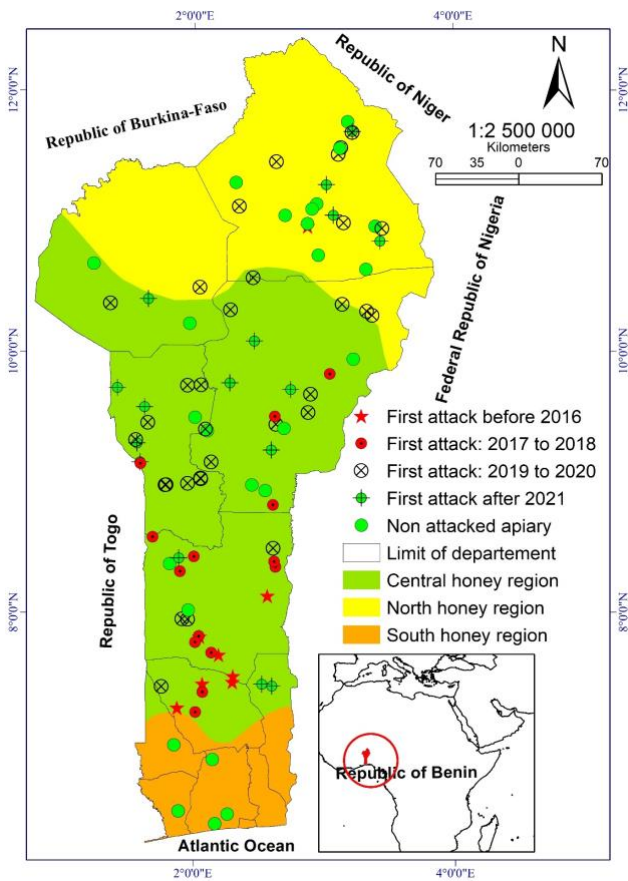 2°0'0"E
4°0'0"E
N
Republic of Niger
12°0'0"N
12°0'0"N
Republic of Burkina-Faso
1:2 500 000
Kilometers
70 35 0 70
Federal Republic of Nigeria
10°0'0"N
10°0'0"N
First attack before 2016
First attack: 2017 to 2018
First attack: 2019 to 2020
First attack after 2021
Non attacked apiary
Limit of departement
Central honey region
North honey region
South honey region
Republic of Togo
8°0'0"N
8°0'0"N
Republic of Benin
Atlantic Ocean
2°0'0"E
4°0'0"E